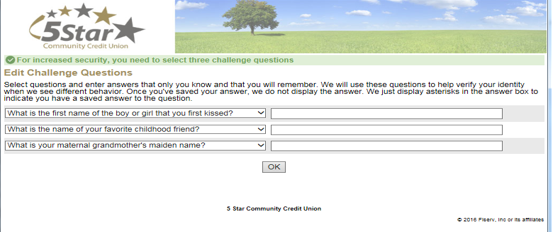 5Star
Community Credit Union
For increased security, you need to select three challenge questions
Edit Challenge Questions
Select questions and enter answers that only you know and that you will remember. We will use these questions to help verify your identity
when we see different behavior. Once you've saved your answer, we do not display the answer. We just display asterisks in the answer box to
indicate you have a saved answer to the question.
What is the first name of the boy or girl that you first kissed?
What is the name of your favorite childhood friend?
What is your maternal grandmother's maiden name?
OK
5 Star Community Credit Union
© 2016 Fiserv, Inc or its affiliates